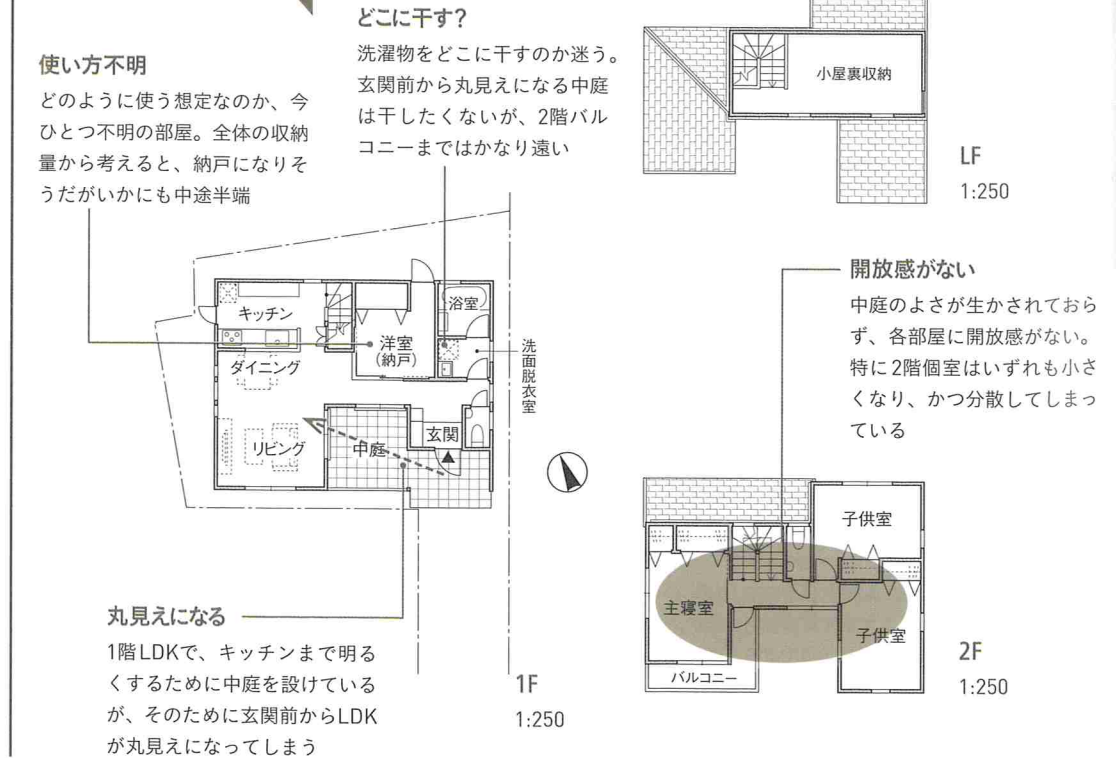 どこに干す?
洗濯物をどこに干すのか迷う。
玄関前から丸見えになる中庭
は干したくないが、2階バル
コニーまではかなり遠い
使い方不明
どのように使う想定なのか、今
ひとつ不明の部屋。全体の収納
量から考えると、納戸になりそ
うだがいかにも中途半端
小屋裏収納
LF
1:250
開放感がない
中庭のよさが生かされておら
ず、各部屋に開放感がない。
特に2階個室はいずれも小さ
くなり、かつ分散してしまっ
ている
キッチン
浴室
洋室
(納戸)
洗面脱衣室
ダイニング
リビング
中庭
玄関
丸見えになる
1階LDKで、キッチンまで明る
くするために中庭を設けている
が、そのために玄関前からLDK
が丸見えになってしまう
1F
1:250
子供室
主寝室
子供室
バルコニー
2F
1:250